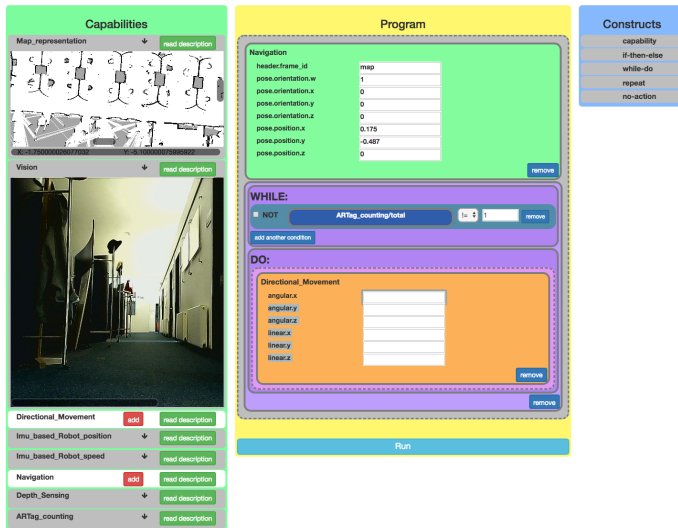 Capabilities
Map_representation
read description
X: -1.750000026077032 Y: -5.100000075995922
Vision
read description
Directional_Movement add read description
Imu_based_Robot_position read description
Imu_based_Robot_speed read description
Navigation add read description
Depth_Sensing read description
ARTag_counting read description
Program
Navigation
header.frame_id map
pose.orientation.w 1
pose.orientation.x 0
pose.orientation.y 0
pose.orientation.z 0
pose.position.x 0.175
pose.position.y -0.487
pose.position.z 0
remove
WHILE:
NOT ARTag_counting/total != 1 remove
add another condition
DO:
Directional_Movement
angular.x
angular.y
angular.z
linear.x
linear.y
linear.z
remove
remove
Run
Constructs
capability
if-then-else
while-do
repeat
no-action